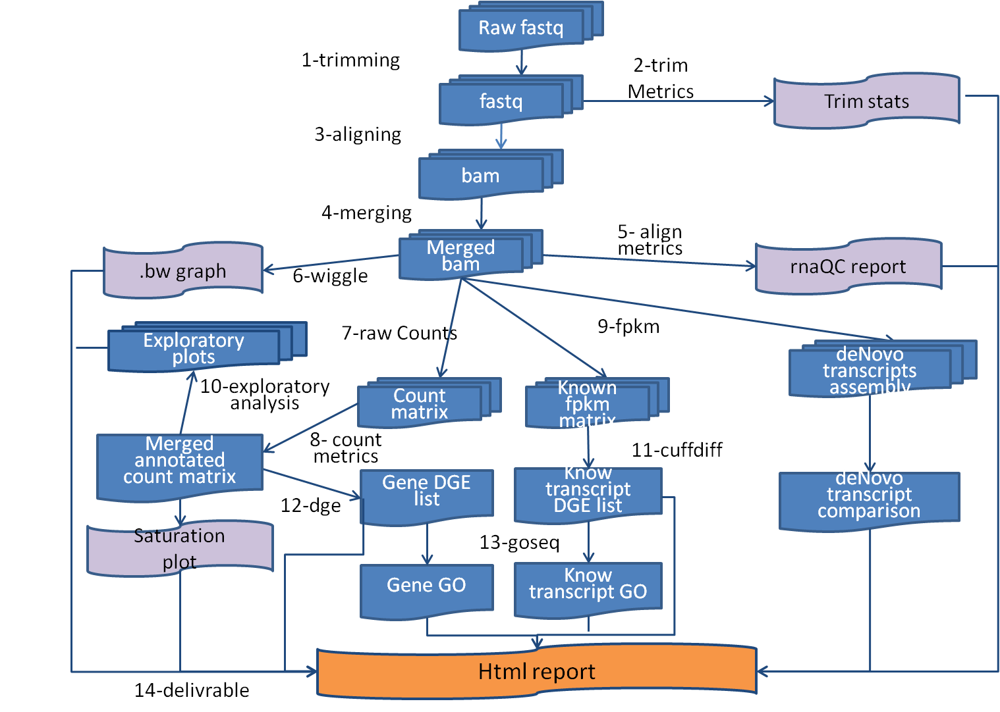 Raw fastq
1-trimming
2-trim
Metrics
fastq
Trim stats
3-aligning
bam
4-merging
5- align
metrics
Merged
bam
.bw graph
6-wiggle
rnaQC report
7-raw Counts
9-fpkm
Exploratory
plots
deNovo
transcripts
assembly
10-exploratory
analysis
Count
matrix
Known
fpkm
matrix
8- count
metrics
11-cuffdiff
Merged
annotated
count matrix
Gene DGE
list
Know
transcript
DGE list
deNovo
transcript
comparison
12-dge
Saturation
plot
13-goseq
Gene GO
Know
transcript GO
Html report
14-delivrable